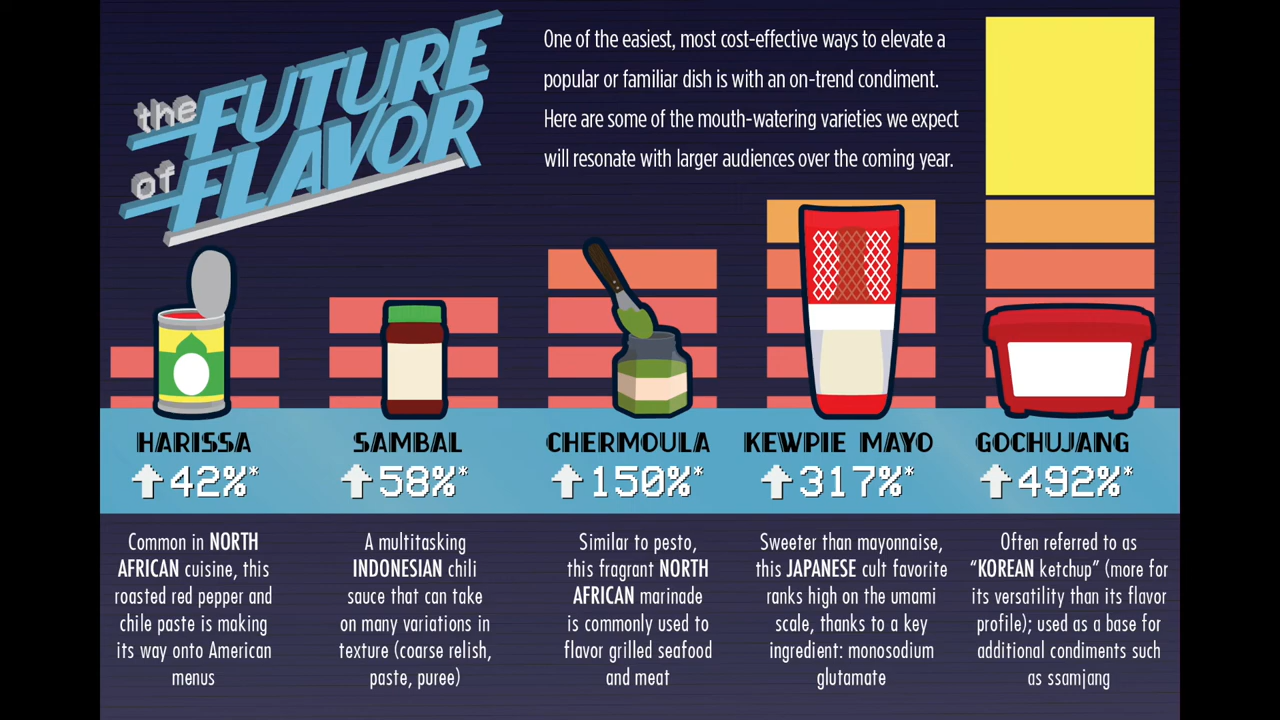 the FUTURE
of FLAVOR
One of the easiest, most cost-effective ways to elevate a
popular or familiar dish is with an on-trend condiment.
Here are some of the mouth-watering varieties we expect
will resonate with larger audiences over the coming year.
HARISSA
42%*
Common in NORTH
AFRICAN cuisine, this
roasted red pepper and
chile paste is making
its way onto American
menus
SAMBAL
58%*
A multitasking
INDONESIAN chili
sauce that can take
on many variations in
texture (coarse relish,
paste, puree)
CHERMOULA
150%*
Similar to pesto,
this fragrant NORTH
AFRICAN marinade
is commonly used to
flavor grilled seafood
and meat
KEWPIE MAYO
317%*
Sweeter than mayonnaise,
this JAPANESE cult favorite
ranks high on the umami
scale, thanks to a key
ingredient: monosodium
glutamate
GOCHUJANG
492%*
Often referred to as
“KOREAN ketchup” (more for
its versatility than its flavor
profile); used as a base for
additional condiments such
as ssamjang